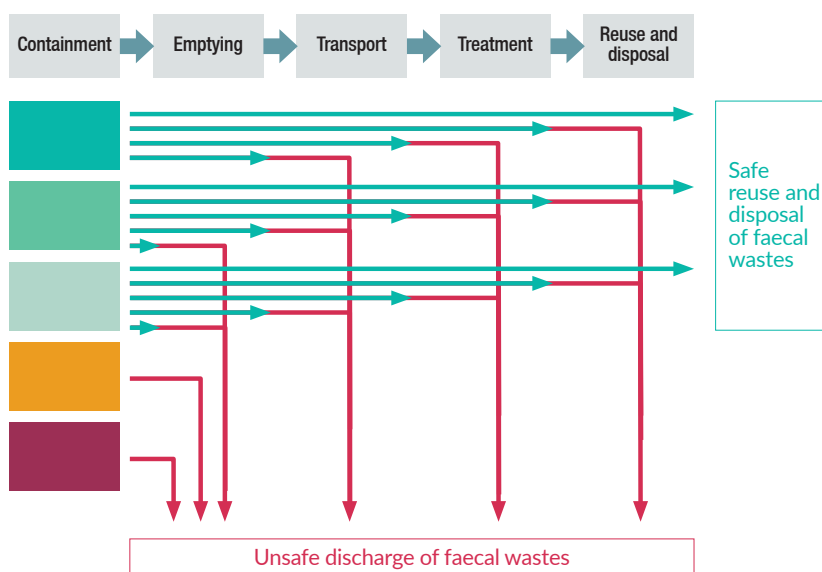 Containment
Emptying
Transport
Treatment
Reuse and
disposal
Safe
reuse and
disposal
of faecal
wastes
Unsafe discharge of faecal wastes